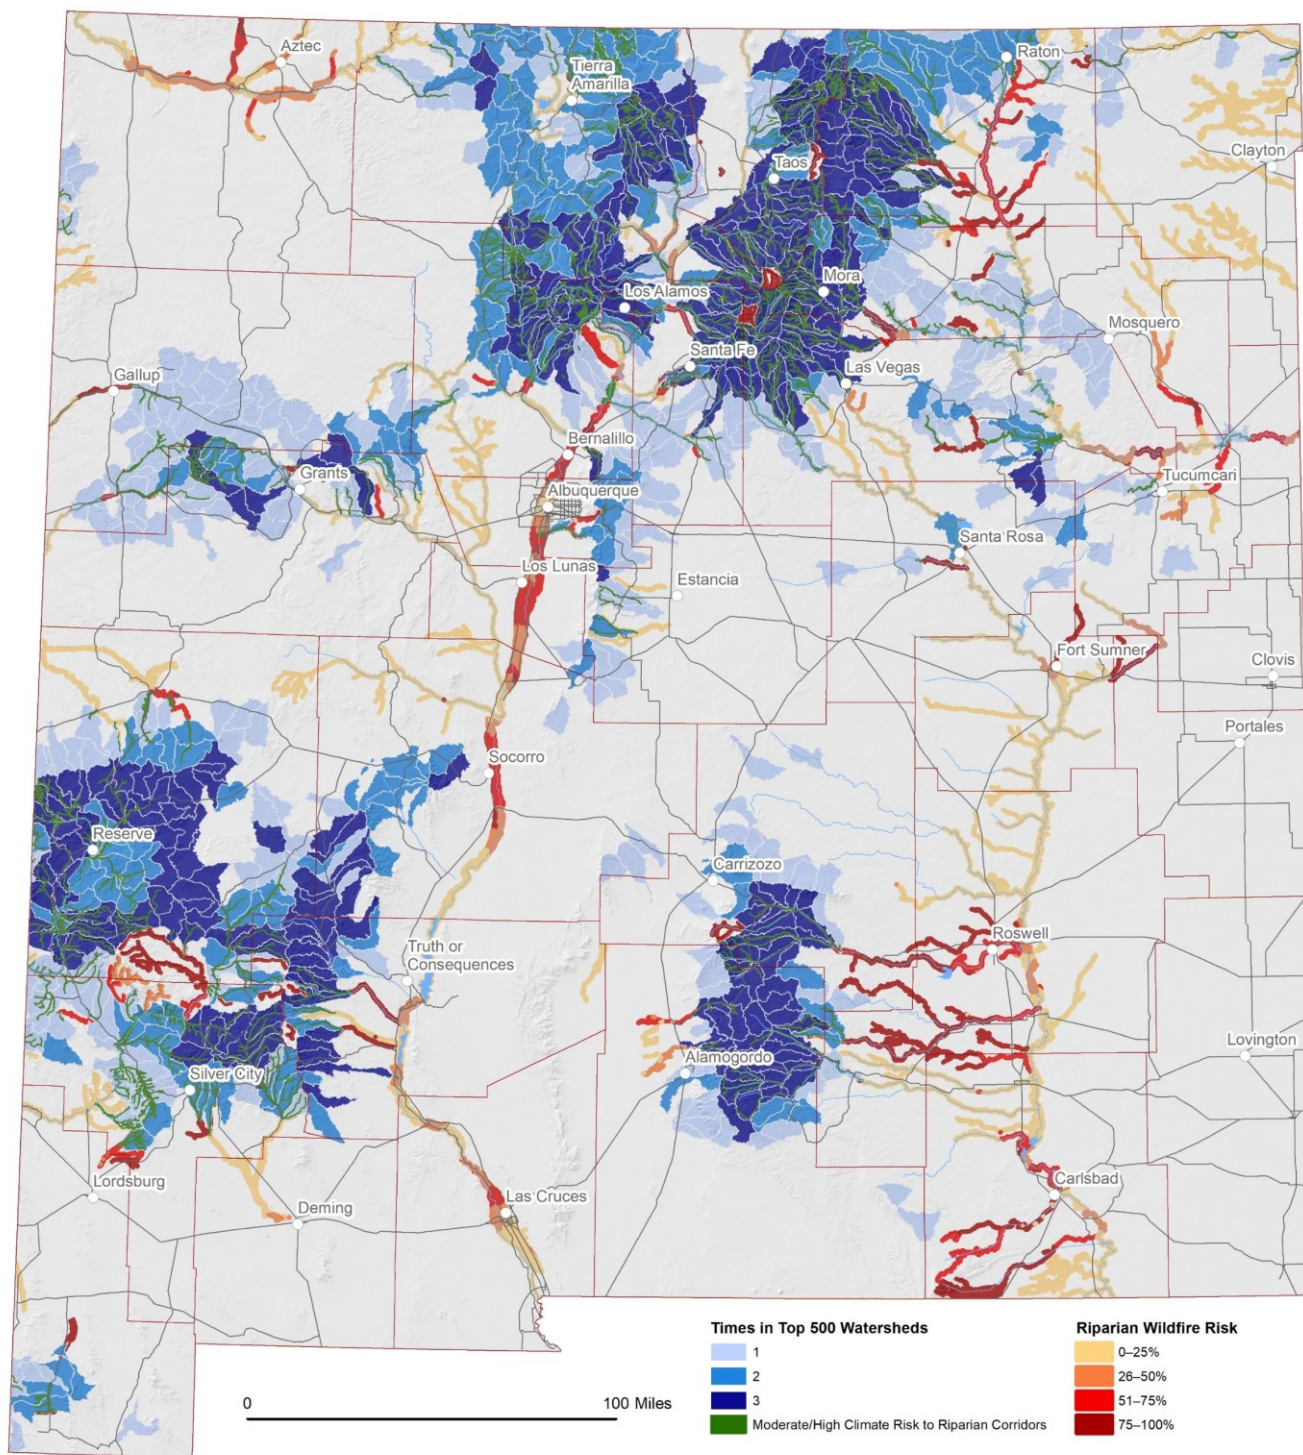 Aztec
Tierra
Amarilla
Raton
Clayton
Taos
Mora
Los Alamos
Mosquero
Santa Fe
Las Vegas
Gallup
Bernalillo
Grants
Tucumcari
Albuquerque
Santa Rosa
Los Lunas
Estancia
Fort Sumner
Clovis
Portales
Socorro
Reserve
Carrizozo
Roswell
Truth or
Consequences
Lovington
Alamogordo
Silver City
Carlsbad
Lordsburg
Las Cruces
Deming
Times in Top 500 Watersheds
1
2
3
Moderate/High Climate Risk to Riparian Corridors
Riparian Wildfire Risk
0–25%
26–50%
51–75%
75–100%
0 100 Miles